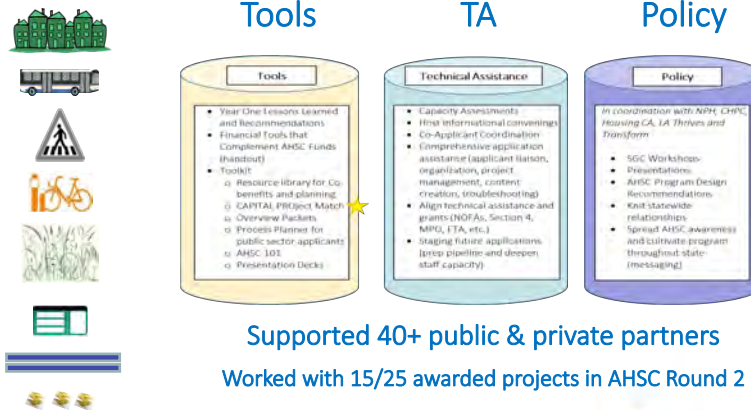 Tools
TA
Policy
Tools
• Year One Lessons Learned
and Recommendations
• Financial Tools that
Complement AHSC Funds
(handout)
• Toolkit
o Resource library for Co-
benefits and planning
o CAPITAL PROject Match
o Overview Packets
o Process Planner for
public sector applicants
o AHSC 101
o Presentation Decks
Technical Assistance
• Capacity Assessments
• Host informational convenings
• Co-Applicant Coordination
• Comprehensive application
assistance (applicant liaison,
organization, project
management, content
creation, troubleshooting)
• Align technical assistance and
grants (NOFAs, Section 4,
MPO, FTA, etc.)
• Staging future applications
(prep pipeline and deepen
staff capacity)
Policy
In coordination with NPH, CHPC,
Housing CA, LA Thrives and
Transform
• SGC Workshops
• Presentations
• AHSC Program Design
Recommendations
• Knit statewide
relationships
• Spread AHSC awareness
and cultivate program
throughout state
(messaging)
Supported 40+ public & private partners
Worked with 15/25 awarded projects in AHSC Round 2